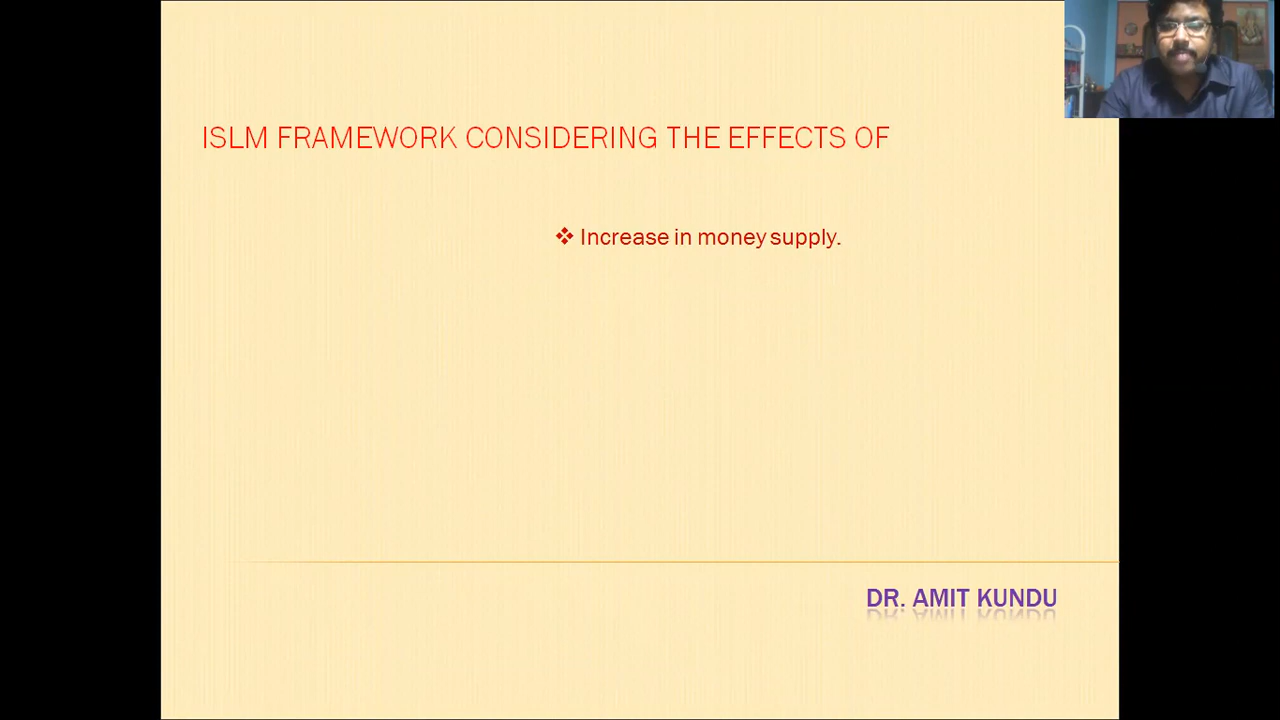 ISLM FRAMEWORK CONSIDERING THE EFFECTS OF
❖ Increase in money supply.
DR. AMIT KUNDU